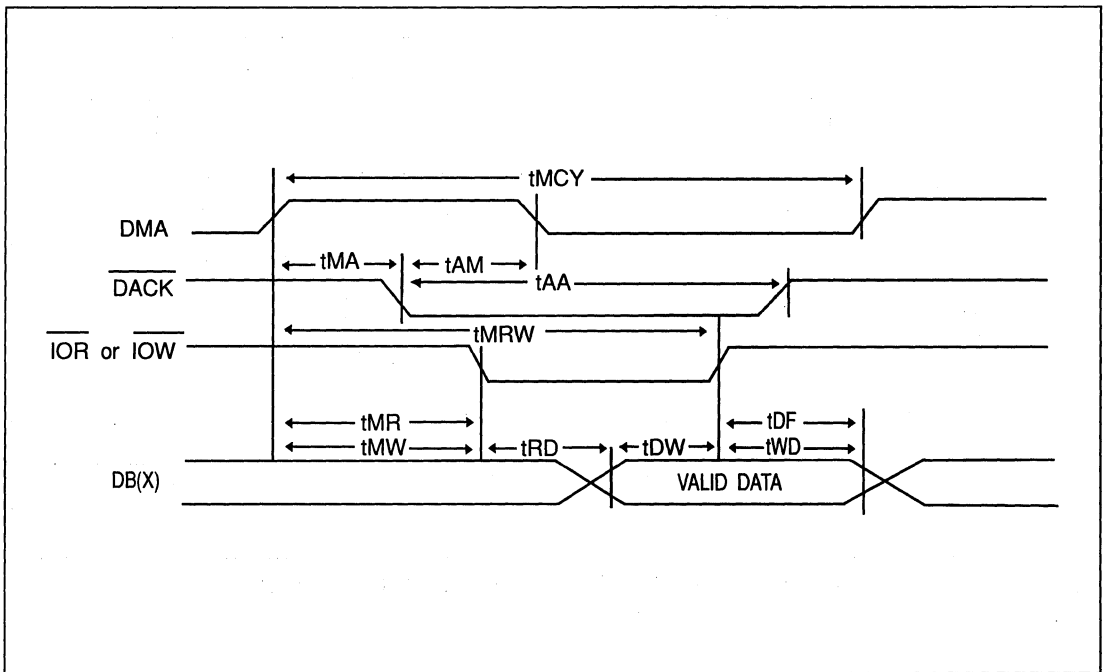 tMCY
DMA
tMA tAM
tAA
DACK
tMRW
IOR or IOW
tMR tDF
tMW tRD tDW tWD
DB(X) VALID DATA